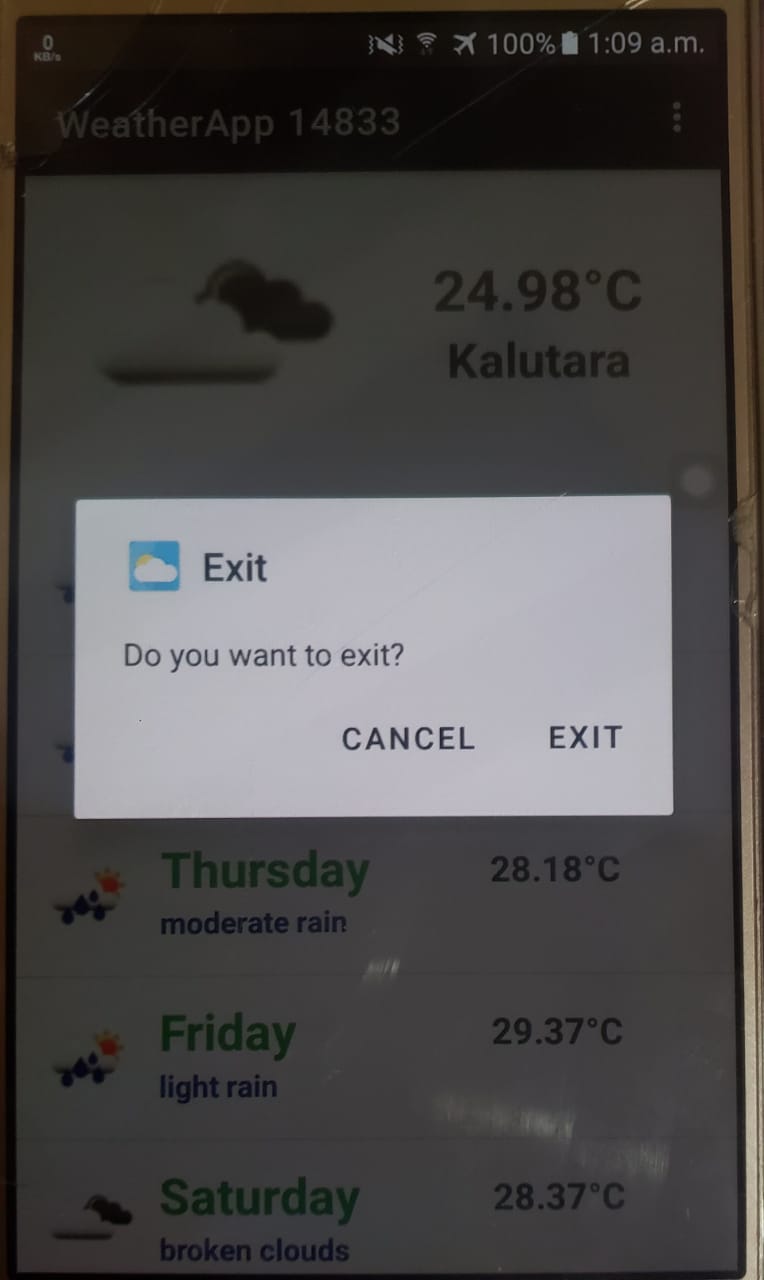 0
KB/s
100% 1:09 a.m.
WeatherApp 14833
24.98°C
Kalutara
Exit
Do you want to exit?
CANCEL EXIT
Thursday 28.18°C
moderate rain
Friday 29.37°C
light rain
Saturday 28.37°C
broken clouds